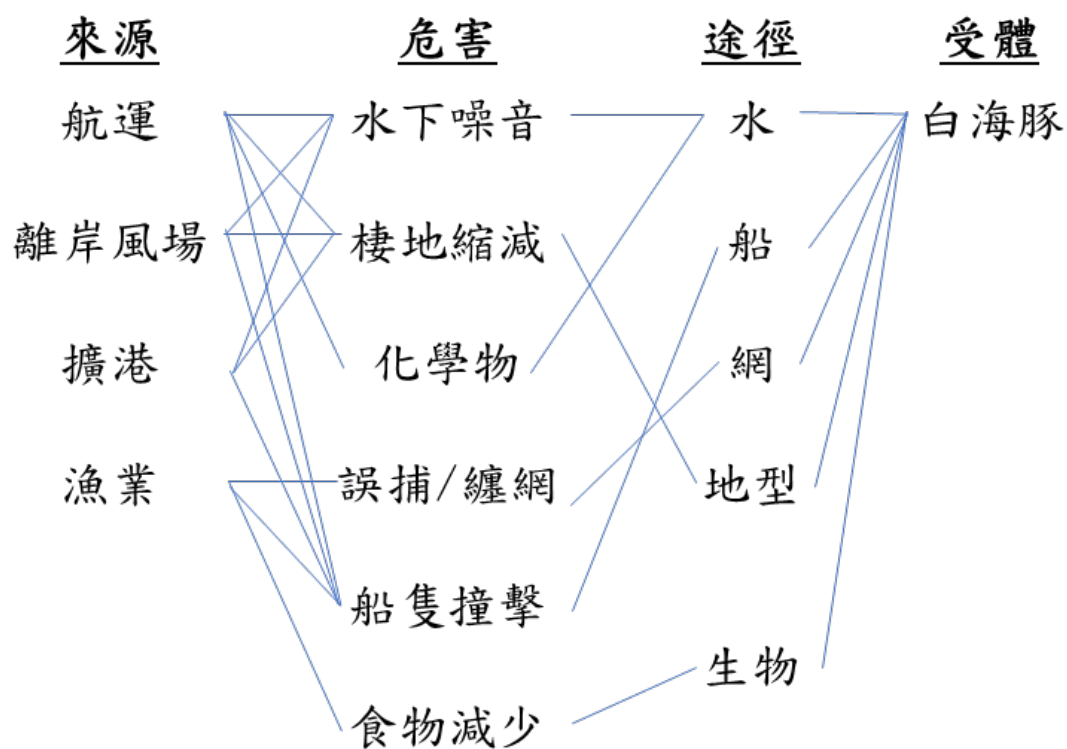 來源 危害 途徑 受體
航運 水下噪音 水 白海豚
離岸風場 棲地縮減 船
擴港 化學物 網
漁業 誤捕/纏網 地型
船隻撞擊
生物
食物減少